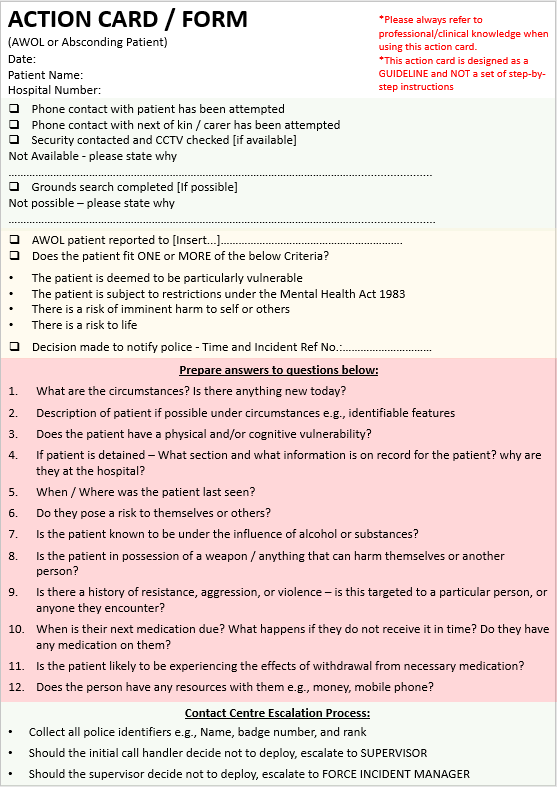 ACTION CARD / FORM
(AWOL or Absconding Patient)
Date:
Patient Name:
Hospital Number:
*Please always refer to
professional/clinical knowledge when
using this action card.
*This action card is designed as a
GUIDELINE and NOT a set of step-by-
step instructions
❑ Phone contact with patient has been attempted
❑ Phone contact with next of kin / carer has been attempted
❑ Security contacted and CCTV checked [if available]
Not Available - please state why
……………………………………………………………………………………………
❑ Grounds search completed [If possible]
Not possible – please state why
……………………………………………………………………………………………
❑ AWOL patient reported to [Insert...]……………………………………………………
❑ Does the patient fit ONE or MORE of the below Criteria?
• The patient is deemed to be particularly vulnerable
• The patient is subject to restrictions under the Mental Health Act 1983
• There is a risk of imminent harm to self or others
• There is a risk to life
❑ Decision made to notify police - Time and Incident Ref No.:…………………………
Prepare answers to questions below:
1. What are the circumstances? Is there anything new today?
2. Description of patient if possible under circumstances e.g., identifiable features
3. Does the patient have a physical and/or cognitive vulnerability?
4. If patient is detained – What section and what information is on record for the patient? why are
they at the hospital?
5. When / Where was the patient last seen?
6. Do they pose a risk to themselves or others?
7. Is the patient known to be under the influence of alcohol or substances?
8. Is the patient in possession of a weapon / anything that can harm themselves or another
person?
9. Is there a history of resistance, aggression, or violence – is this targeted to a particular person, or
anyone they encounter?
10. When is their next medication due? What happens if they do not receive it in time? Do they have
any medication on them?
11. Is the patient likely to be experiencing the effects of withdrawal from necessary medication?
12. Does the person have any resources with them e.g., money, mobile phone?
Contact Centre Escalation Process:
• Collect all police identifiers e.g., Name, badge number, and rank
• Should the initial call handler decide not to deploy, escalate to SUPERVISOR
• Should the supervisor decide not to deploy, escalate to FORCE INCIDENT MANAGER